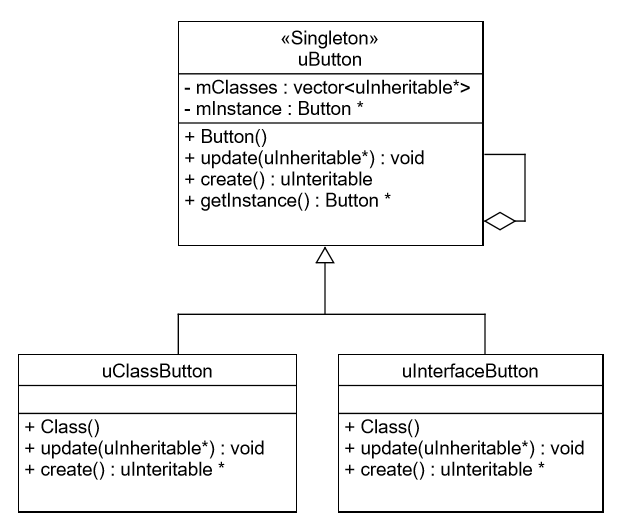 «Singleton»
uButton
- mClasses : vector<uInheritable*>
- mInstance : Button *
+ Button()
+ update(uInheritable*) : void
+ create() : uInteritable
+ getInstance() : Button *
uClassButton
+ Class()
+ update(uInheritable*) : void
+ create() : uInteritable *
uInterfaceButton
+ Class()
+ update(uInheritable*) : void
+ create() : uInteritable *